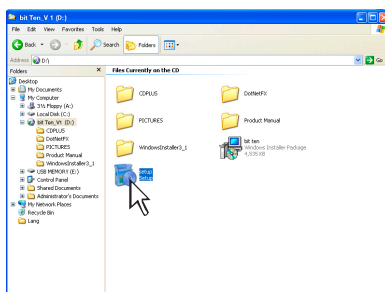 bit Ten_V 1 (D:)
File Edit View Favorites Tools Help
Back Search Folders
Address D:\ Go
Folders
Files Currently on the CD
Desktop
My Documents
My Computer
3½ Floppy (A:)
Local Disk (C:)
bit Ten_V1 (D:)
CDPLUS
DotNetFX
PICTURES
Product Manual
WindowsInstaller3_1
USB MEMORY (E:)
Control Panel
Shared Documents
Administrator's Documents
My Network Places
Recycle Bin
Lang
CDPLUS
DotNetFX
PICTURES
Product Manual
WindowsInstaller3_1
bit ten
Windows Installer Package
4,535 KB
setup
Setup